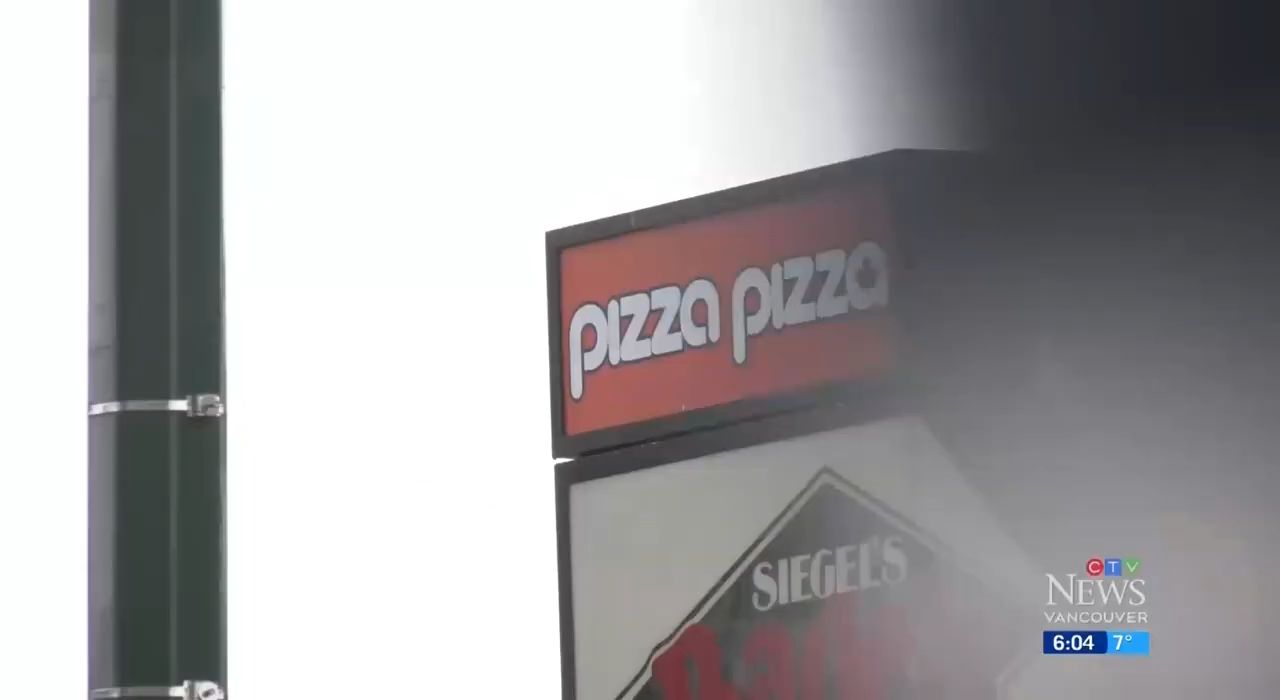 pizza pizza
SIEGEL'S
CTV
NEWS
VANCOUVER
6:04 7°